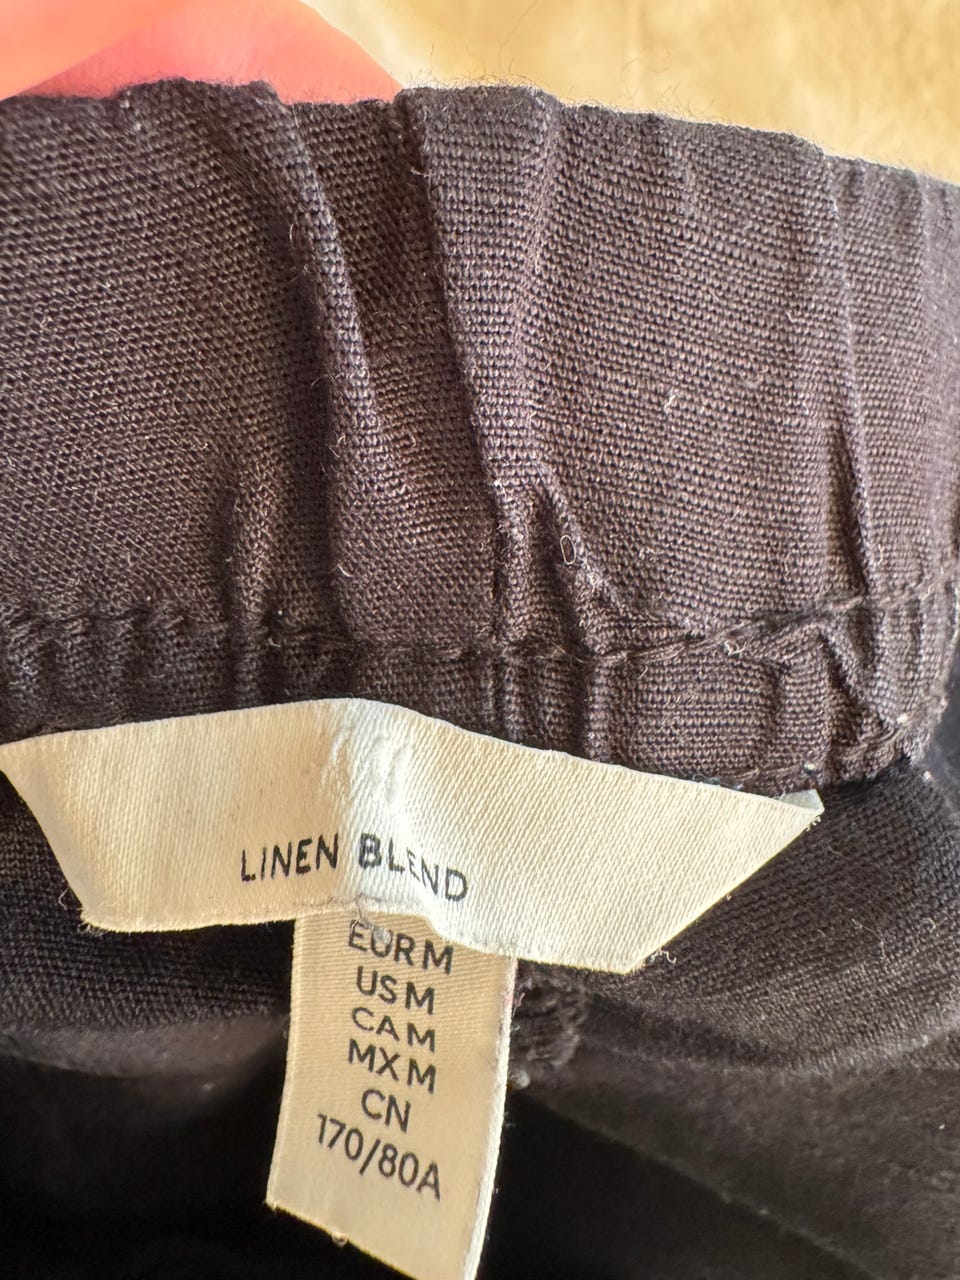 LINEN BLEND
EUR M
US M
CA M
MX M
CN
170/80A